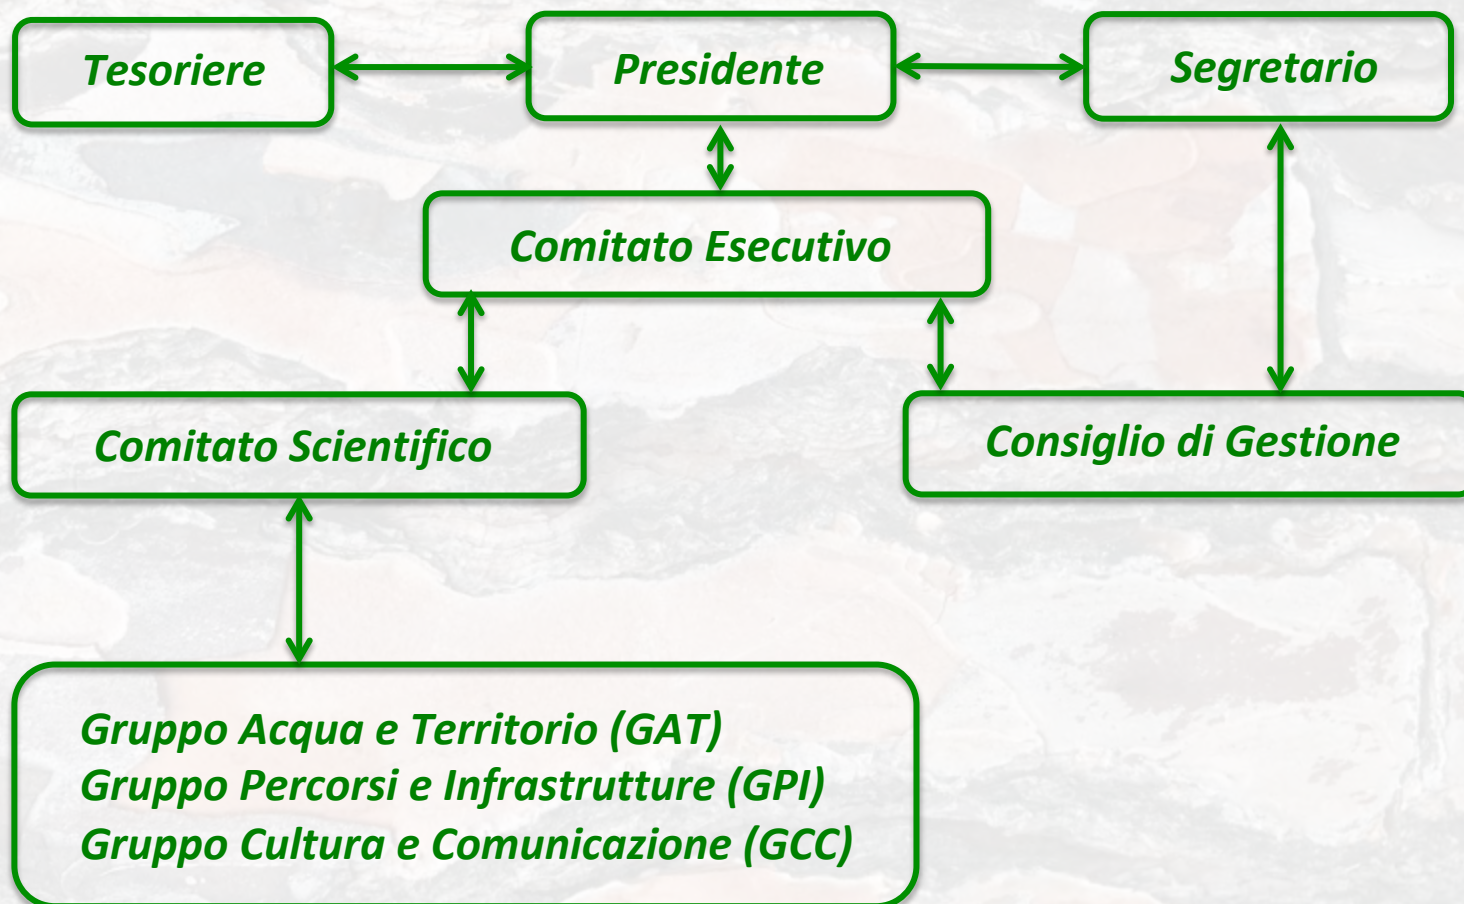 Tesoriere
Presidente
Segretario
Comitato Esecutivo
Comitato Scientifico
Consiglio di Gestione
Gruppo Acqua e Territorio (GAT)
Gruppo Percorsi e Infrastrutture (GPI)
Gruppo Cultura e Comunicazione (GCC)